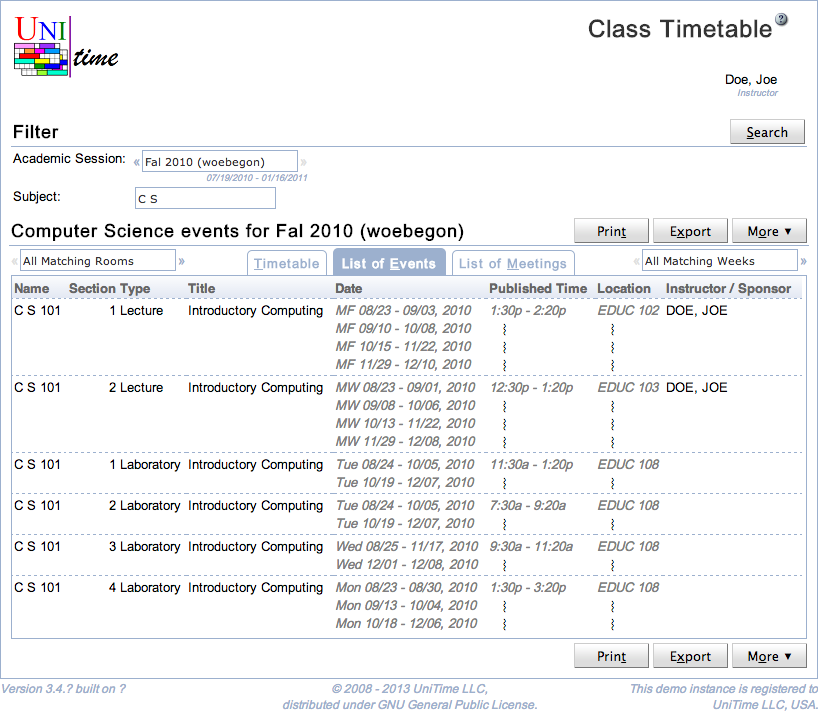 UNI
time
Class Timetable ?
Doe, Joe
Instructor
Filter
Search
Academic Session: « Fal 2010 (woebegon) »
07/19/2010 - 01/16/2011
Subject: C S
Computer Science events for Fal 2010 (woebegon) Print Export More ▼
« All Matching Rooms » Timetable List of Events List of Meetings « All Matching Weeks »
Name Section Type Title Date Published Time Location Instructor / Sponsor
C S 101 1 Lecture Introductory Computing MF 08/23 - 09/03, 2010 1:30p - 2:20p EDUC 102 DOE, JOE
MF 09/10 - 10/08, 2010
MF 10/15 - 11/22, 2010
MF 11/29 - 12/10, 2010
C S 101 2 Lecture Introductory Computing MW 08/23 - 09/01, 2010 12:30p - 1:20p EDUC 103 DOE, JOE
MW 09/08 - 10/06, 2010
MW 10/13 - 11/22, 2010
MW 11/29 - 12/08, 2010
C S 101 1 Laboratory Introductory Computing Tue 08/24 - 10/05, 2010 11:30a - 1:20p EDUC 108
Tue 10/19 - 12/07, 2010
C S 101 2 Laboratory Introductory Computing Tue 08/24 - 10/05, 2010 7:30a - 9:20a EDUC 108
Tue 10/19 - 12/07, 2010
C S 101 3 Laboratory Introductory Computing Wed 08/25 - 11/17, 2010 9:30a - 11:20a EDUC 108
Wed 12/01 - 12/08, 2010
C S 101 4 Laboratory Introductory Computing Mon 08/23 - 08/30, 2010 1:30p - 3:20p EDUC 108
Mon 09/13 - 10/04, 2010
Mon 10/18 - 12/06, 2010
Print Export More ▼
Version 3.4.? built on ? © 2008 - 2013 UniTime LLC, This demo instance is registered to
distributed under GNU General Public License. UniTime LLC, USA.